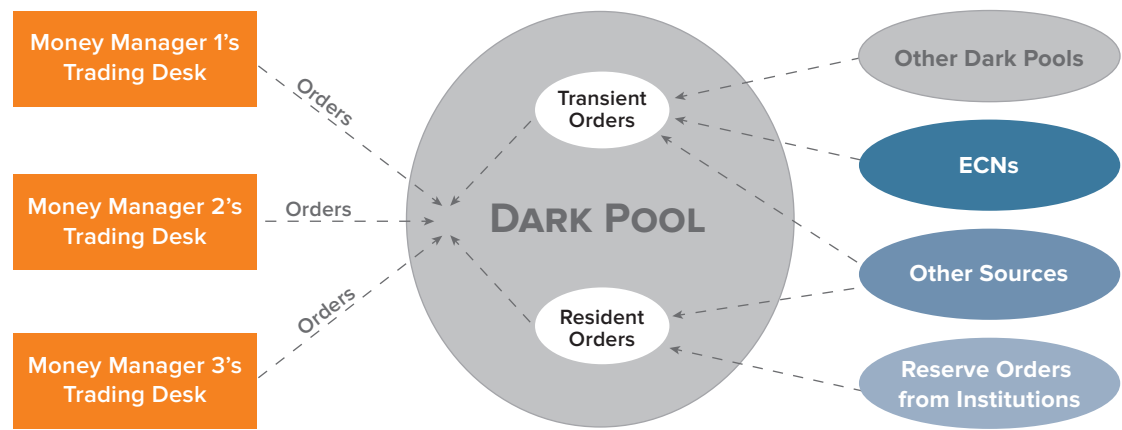 Money Manager 1’s
Trading Desk
Orders
Money Manager 2’s
Trading Desk
Orders
Money Manager 3’s
Trading Desk
Orders
Transient
Orders
DARK POOL
Resident
Orders
Other Dark Pools
ECNs
Other Sources
Reserve Orders
from Institutions